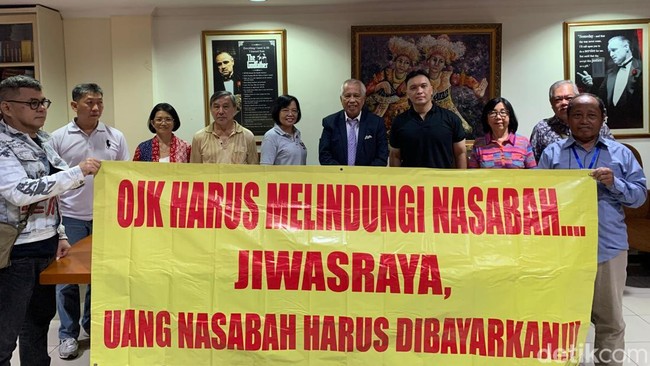 The
Godfather
OJK HARUS MELINDUNGI NASABAH....
JIWASRAYA,
UANG NASABAH HARUS DIBAYARKAN!!!
detikcom